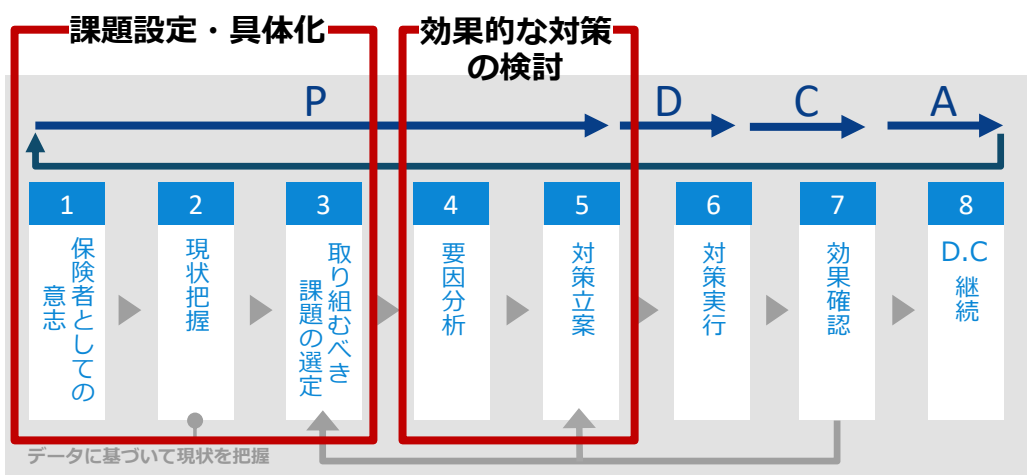 課題設定・具体化
効果的な対策
の検討
P
D
C
A
1
2
3
4
5
6
7
8
保険者としての
意志
現状把握
取り組むべき
課題の選定
要因分析
対策立案
対策実行
効果確認
D.C
継続
データに基づいて現状を把握